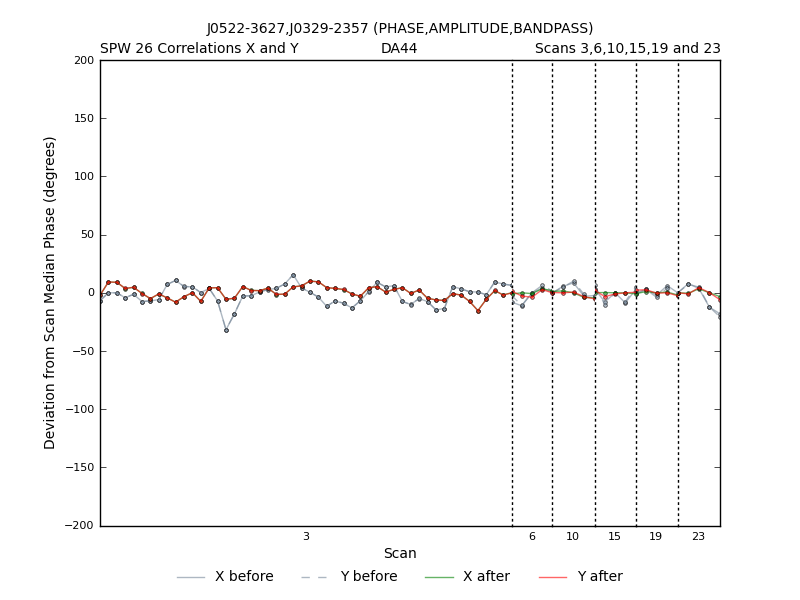 J0522-3627,J0329-2357 (PHASE,AMPLITUDE,BANDPASS)
SPW 26 Correlations X and Y DA44 Scans 3,6,10,15,19 and 23
200
150
100
50
0
−50
−100
−150
−200
Deviation from Scan Median Phase (degrees)
3 6 10 15 19 23
Scan
X before Y before X after Y after